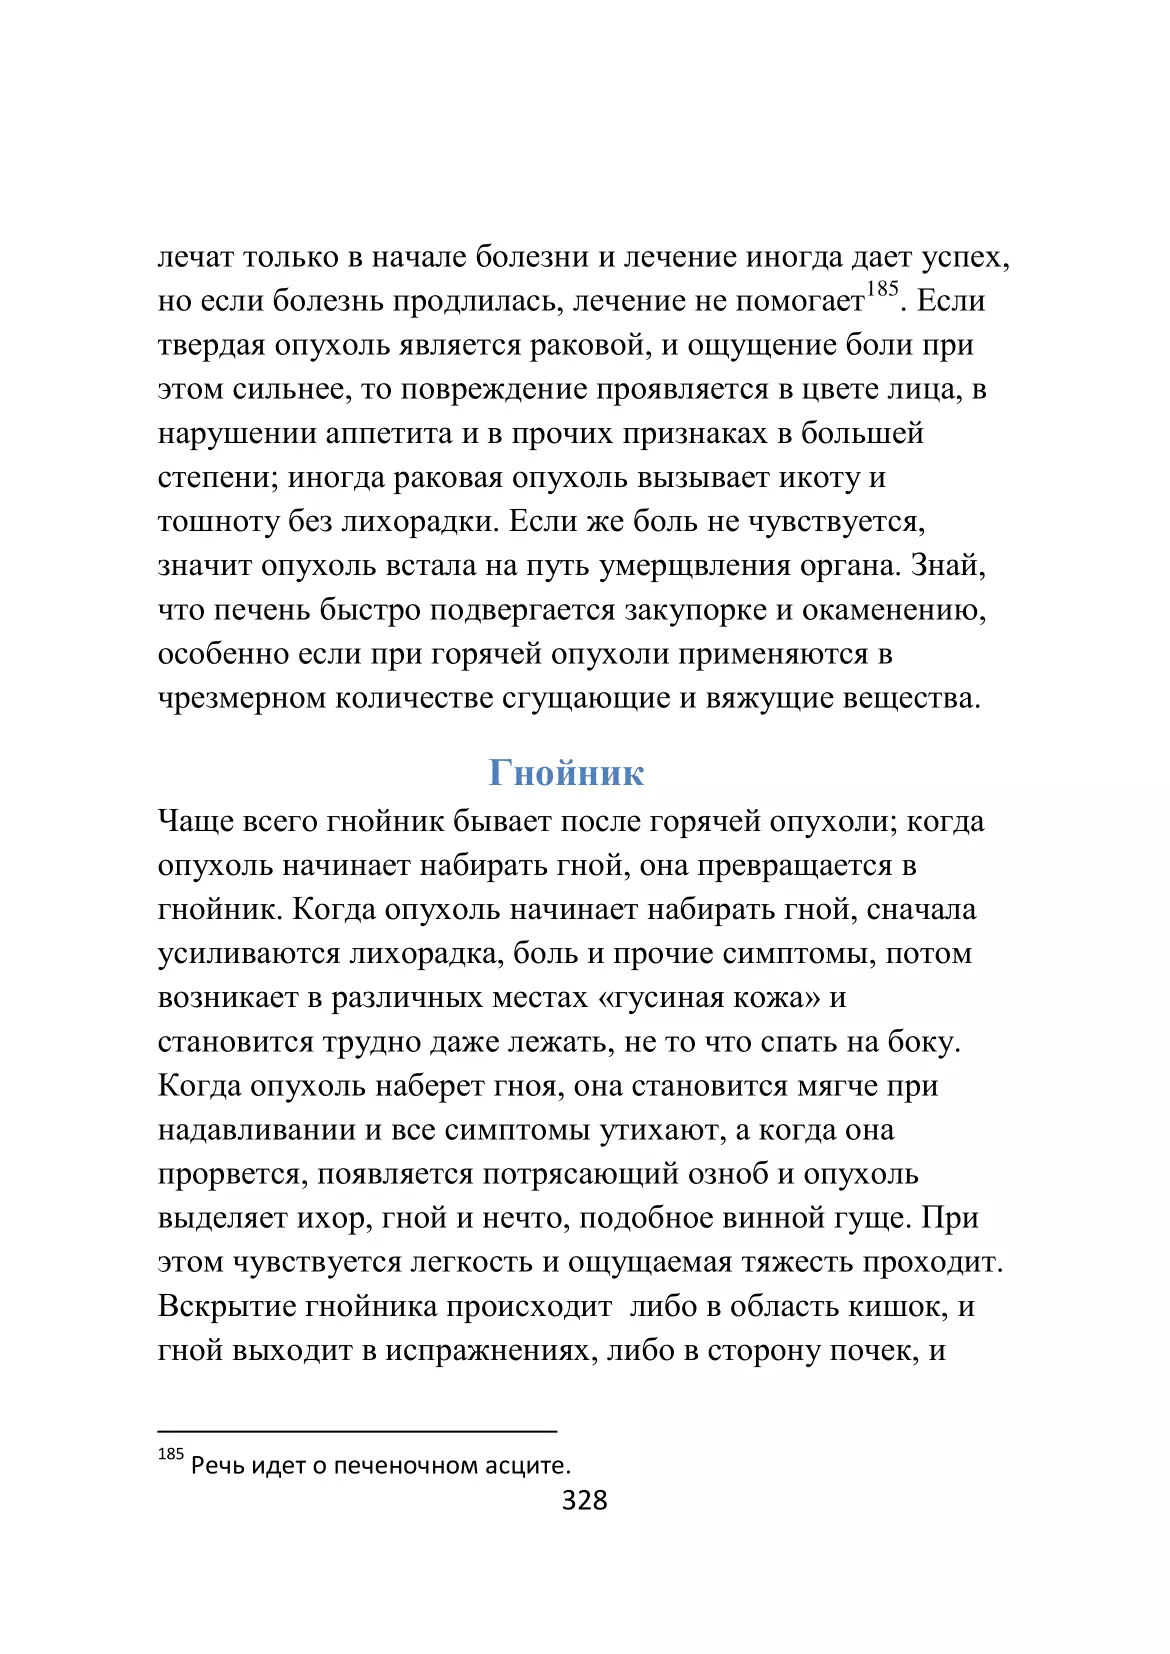 лечат только в начале болезни и лечение иногда дает успех,
но если болезнь продлилась, лечение не помогает185. Если
твердая опухоль является раковой, и ощущение боли при
этом сильнее, то повреждение проявляется в цвете лица, в
нарушении аппетита и в прочих признаках в большей
степени; иногда раковая опухоль вызывает икоту и
тошноту без лихорадки. Если же боль не чувствуется,
значит опухоль встала на путь умерщвления органа. Знай,
что печень быстро подвергается закупорке и окаменению,
особенно если при горячей опухоли применяются в
чрезмерном количестве сгущающие и вяжущие вещества.
Гнойник
Чаще всего гнойник бывает после горячей опухоли; когда
опухоль начинает набирать гной, она превращается в
гнойник. Когда опухоль начинает набирать гной, сначала
усиливаются лихорадка, боль и прочие симптомы, потом
возникает в различных местах «гусиная кожа» и
становится трудно даже лежать, не то что спать на боку.
Когда опухоль наберет гноя, она становится мягче при
надавливании и все симптомы утихают, а когда она
прорвется, появляется потрясающий озноб и опухоль
выделяет ихор, гной и нечто, подобное винной гуще. При
этом чувствуется легкость и ощущаемая тяжесть проходит.
Вскрытие гнойника происходит либо в область кишок, и
гной выходит в испражнениях, либо в сторону почек, и
185 Речь идет о печеночном асците.
328